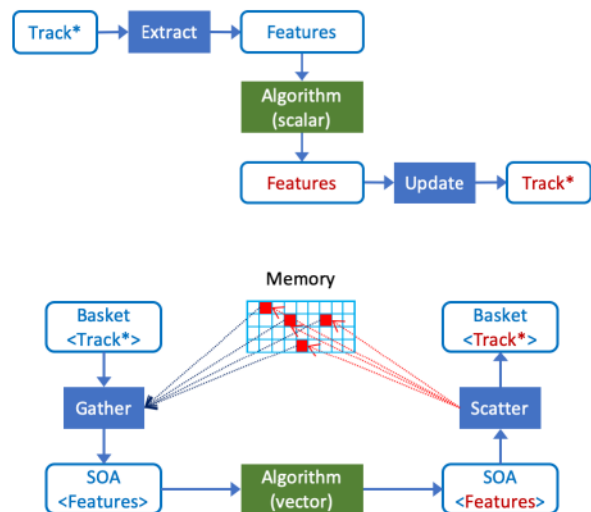 Track*
Extract
Features
Algorithm
(scalar)
Features
Update
Track*
Memory
Basket
<Track*>
Basket
<Track*>
Gather
Scatter
SOA
<Features>
Algorithm
(vector)
SOA
<Features>